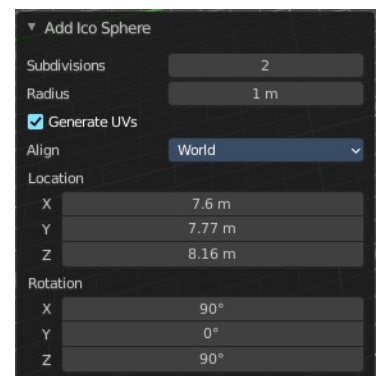 Add Ico Sphere
Subdivisions 2
Radius 1 m
Generate UVs
Align World
Location
X 7.6 m
Y 7.77 m
Z 8.16 m
Rotation
X 90°
Y 0°
Z 90°